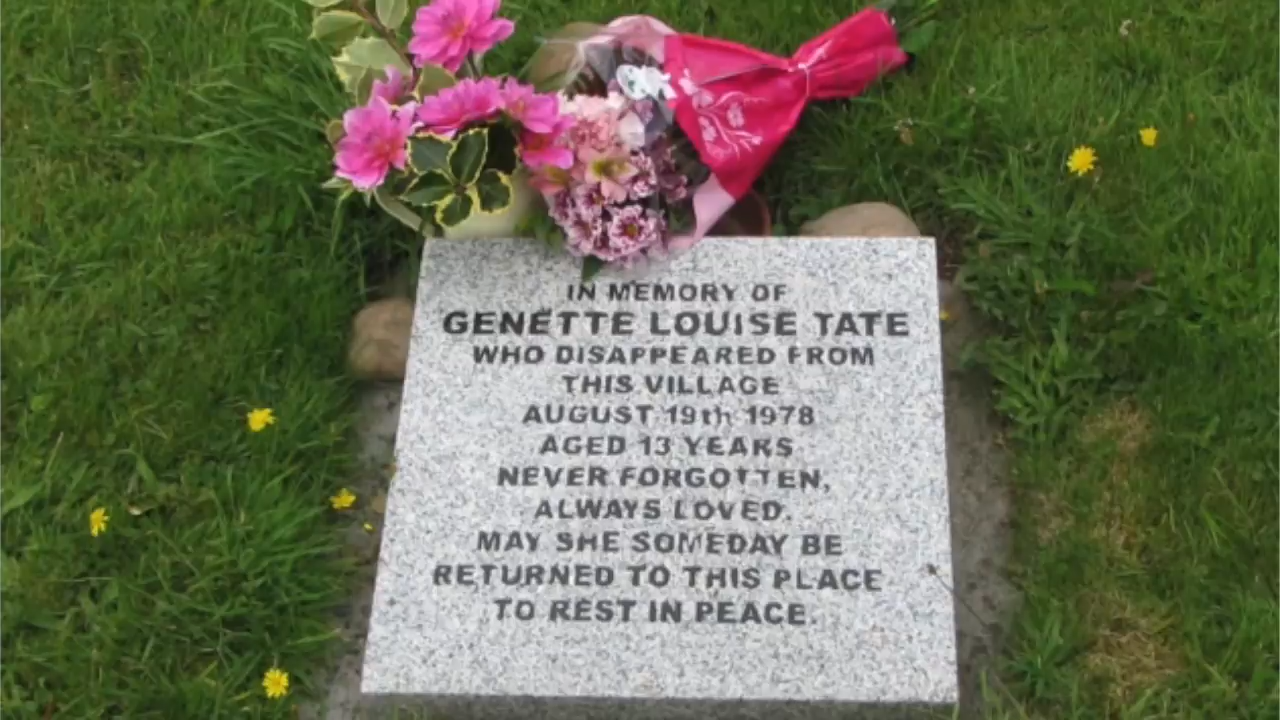 IN MEMORY OF
GENETTE LOUISE TATE
WHO DISAPPEARED FROM
THIS VILLAGE
AUGUST 19th 1978
AGED 13 YEARS
NEVER FORGOTTEN,
ALWAYS LOVED.
MAY SHE SOMEDAY BE
RETURNED TO THIS PLACE
TO REST IN PEACE.